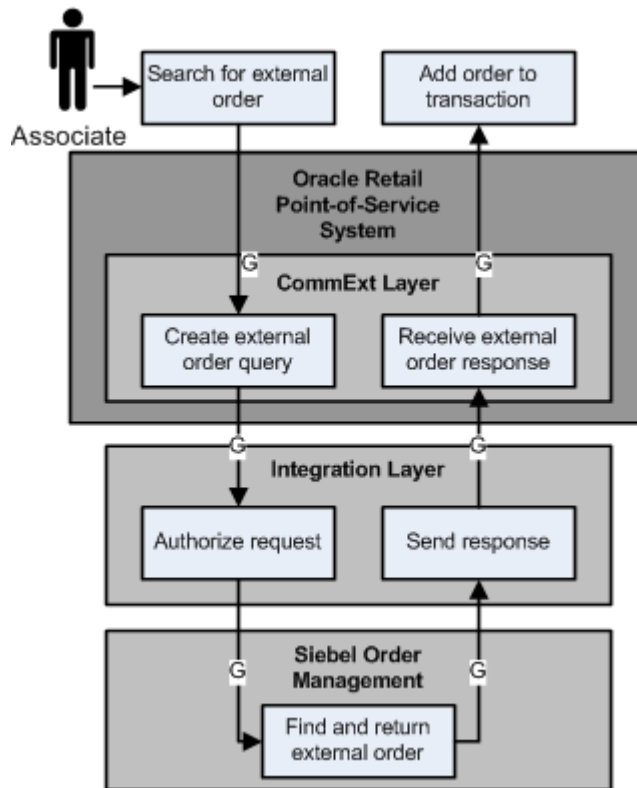 Search for external
order
Add order to
transaction
Associate
Oracle Retail
Point-of-Service
System
G
G
CommExt Layer
Create external
order query
Receive external
order response
G
G
Integration Layer
Authorize request
Send response
Siebel Order
Management
G
G
Find and return
external order